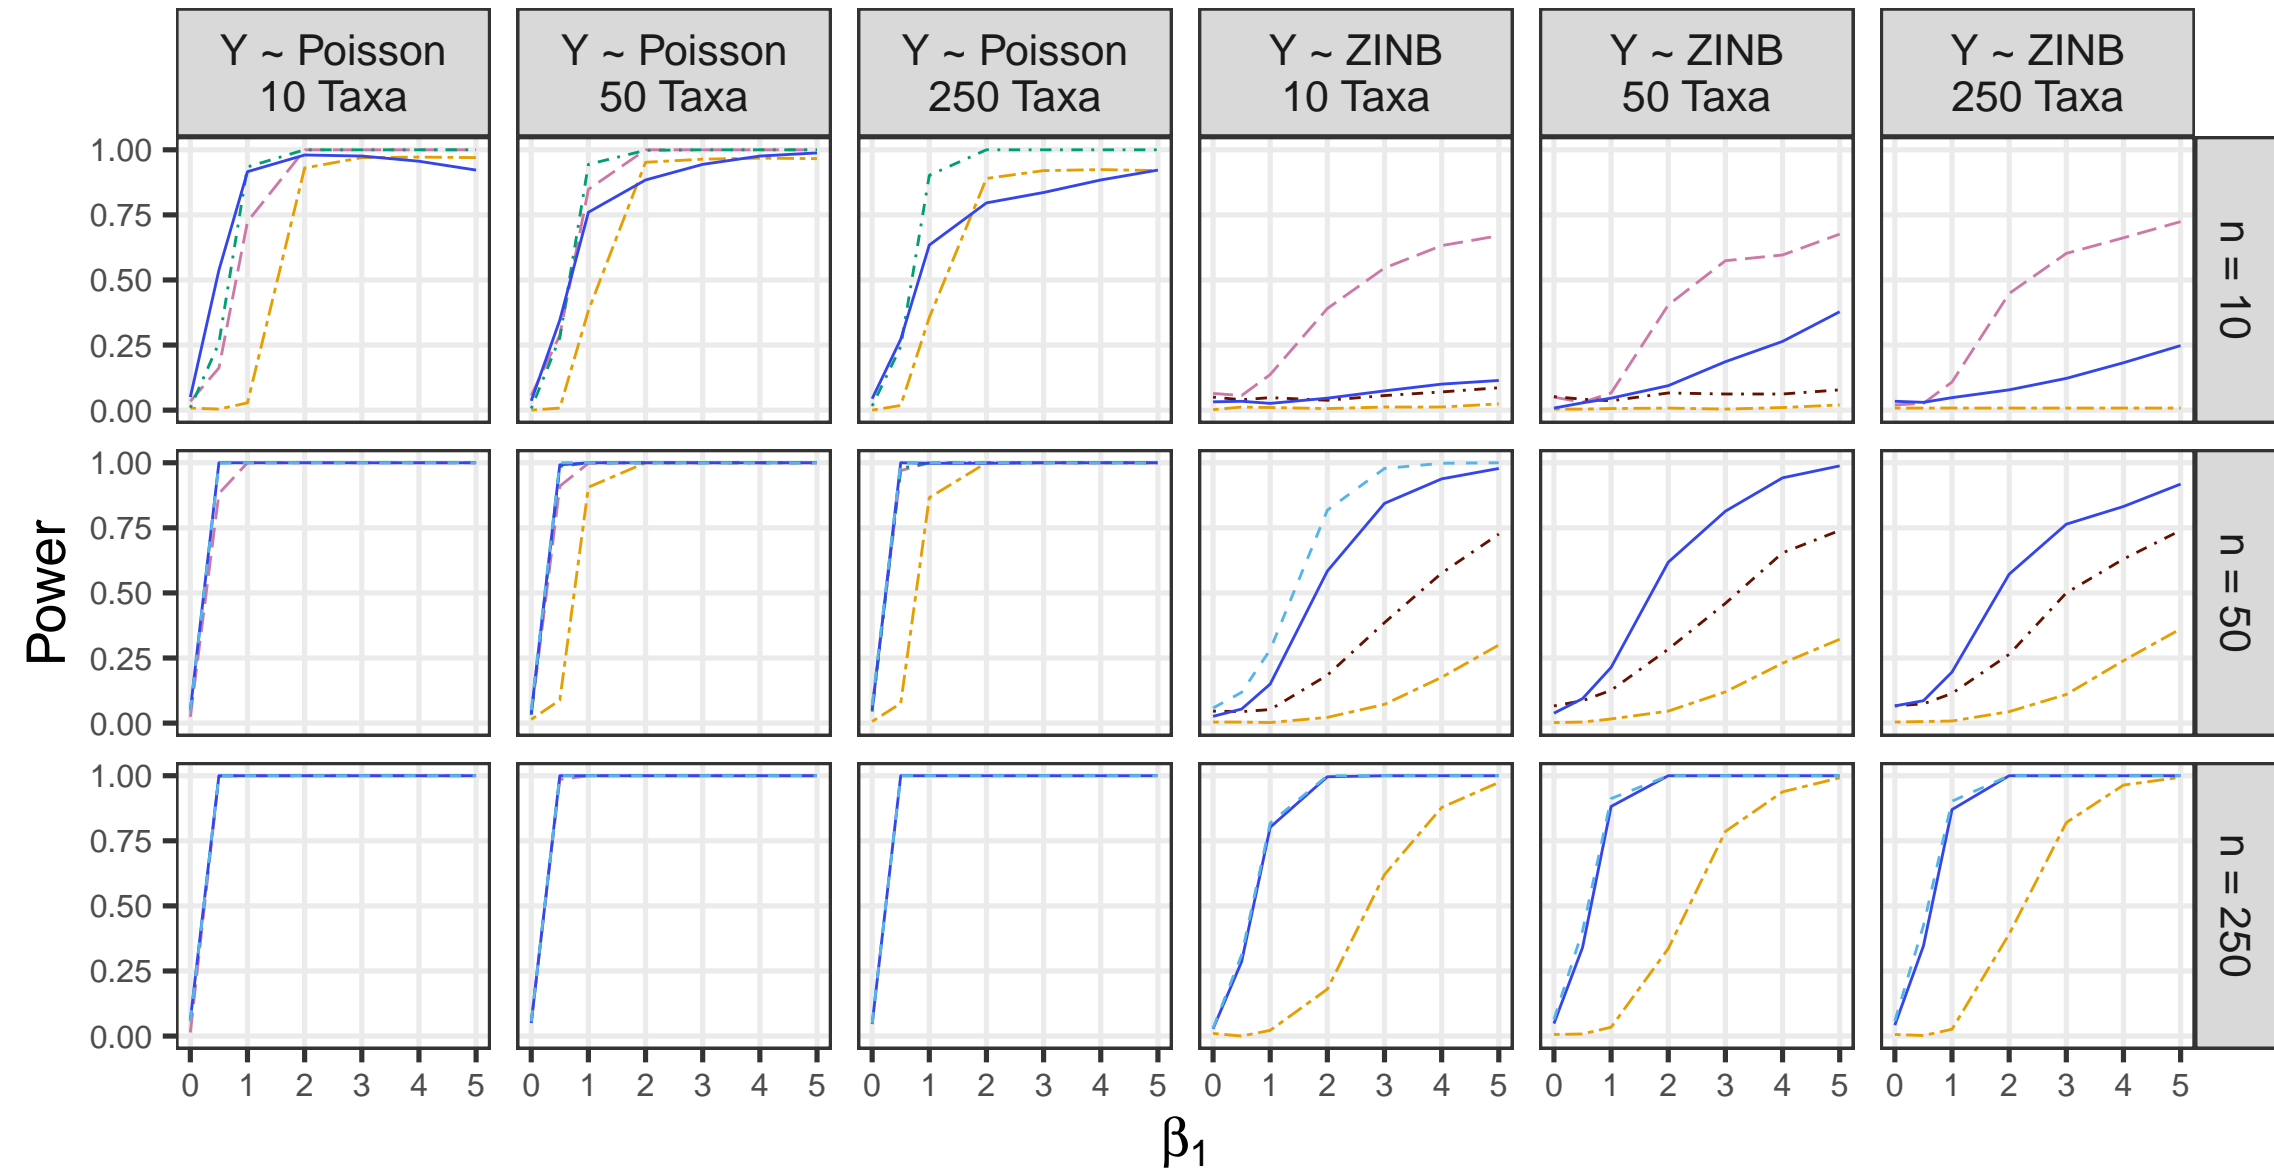 Y ~ Poisson
10 Taxa
Y ~ Poisson
50 Taxa
Y ~ Poisson
250 Taxa
Y ~ ZINB
10 Taxa
Y ~ ZINB
50 Taxa
Y ~ ZINB
250 Taxa
1.00
0.75
0.50
0.25
0.00
n = 10
1.00
0.75
0.50
0.25
0.00
n = 50
1.00
0.75
0.50
0.25
0.00
n = 250
Power
0 1 2 3 4 5
0 1 2 3 4 5
0 1 2 3 4 5
0 1 2 3 4 5
0 1 2 3 4 5
0 1 2 3 4 5
β1